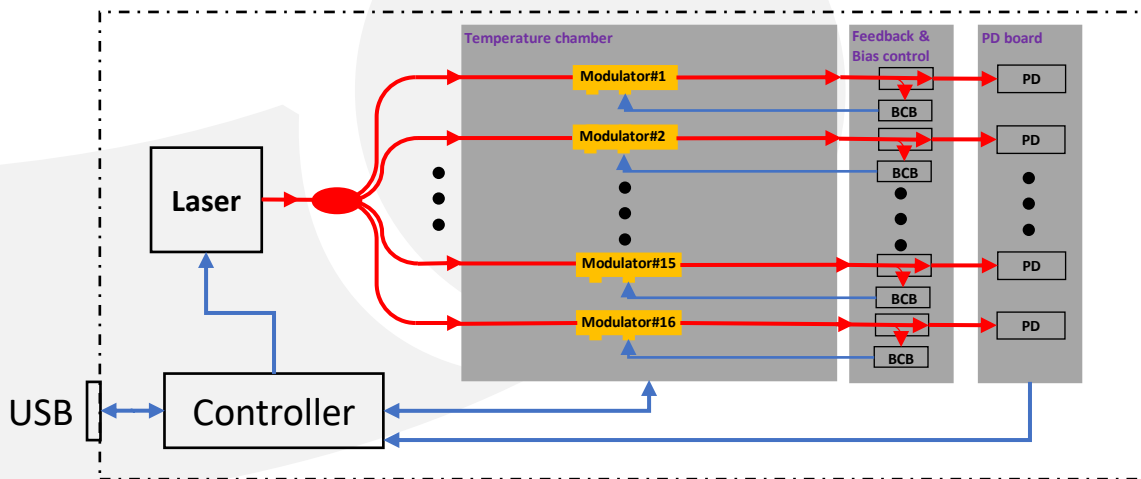 Temperature chamber
Feedback &
Bias control
PD board
Modulator#1
PD
BCB
Modulator#2
PD
BCB
Laser
Modulator#15
PD
BCB
Modulator#16
PD
BCB
USB
Controller